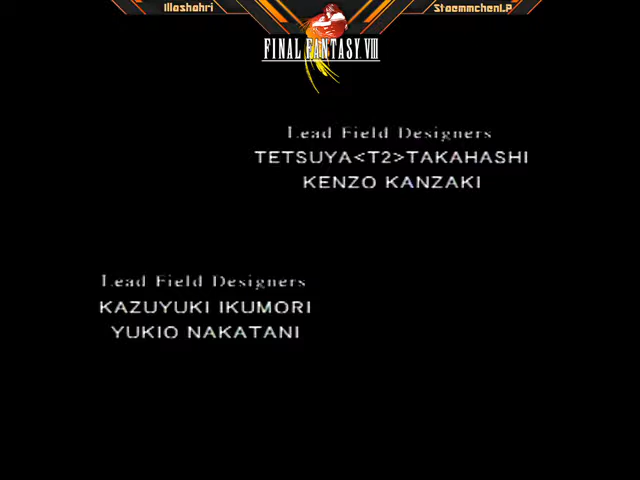 Illashahri
StaemmchenLP
FINAL FANTASY VIII
Lead Field Designers
TETSUYA<T2>TAKAHASHI
KENZO KANZAKI
Lead Field Designers
KAZUYUKI IKUMORI
YUKIO NAKATANI